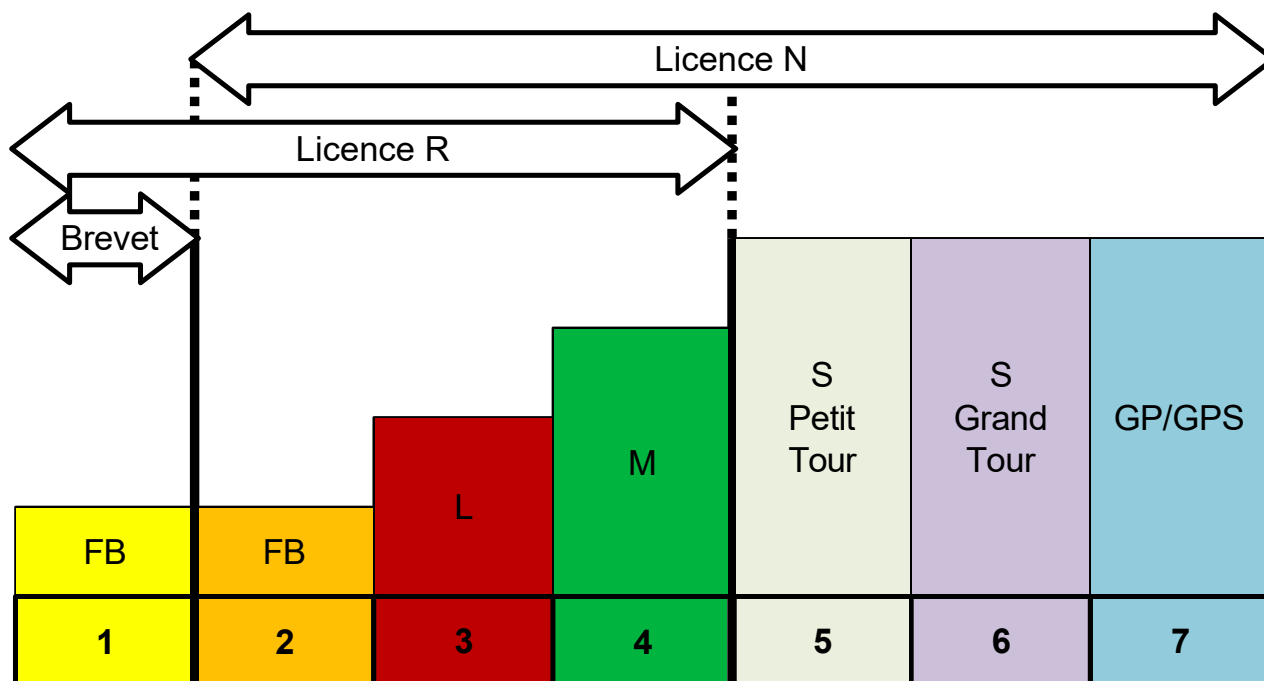 Licence N
Licence R
Brevet
FB
FB
L
M
S
Petit
Tour
S
Grand
Tour
GP/GPS
1
2
3
4
5
6
7